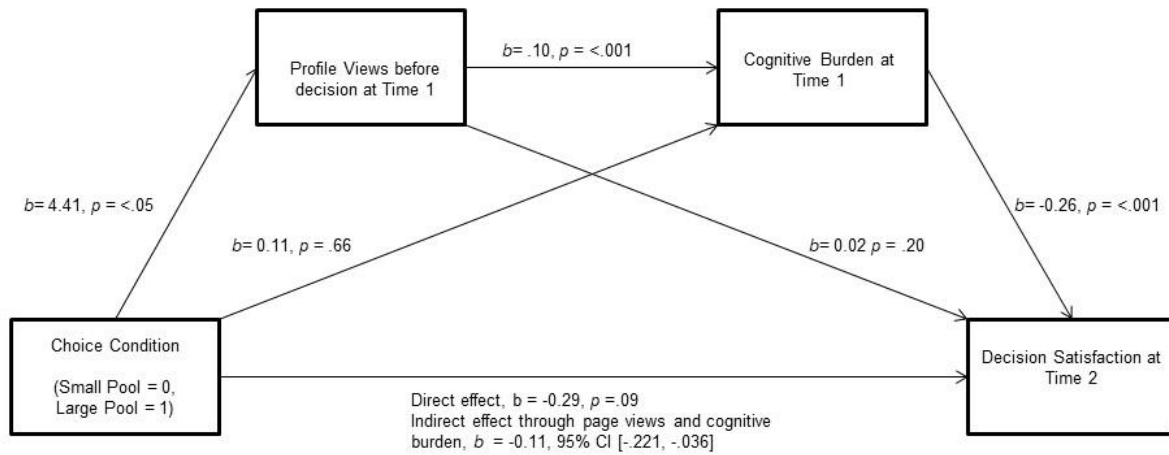 Profile Views before
decision at Time 1
b= .10, p = <.001
Cognitive Burden at
Time 1
b= 4.41, p = <.05
b= 0.11, p = .66
b= 0.02 p = .20
b= -0.26, p = <.001
Choice Condition
(Small Pool = 0,
Large Pool = 1)
Decision Satisfaction at
Time 2
Direct effect, b = -0.29, p =.09
Indirect effect through page views and cognitive
burden, b = -0.11, 95% CI [-.221, -.036]